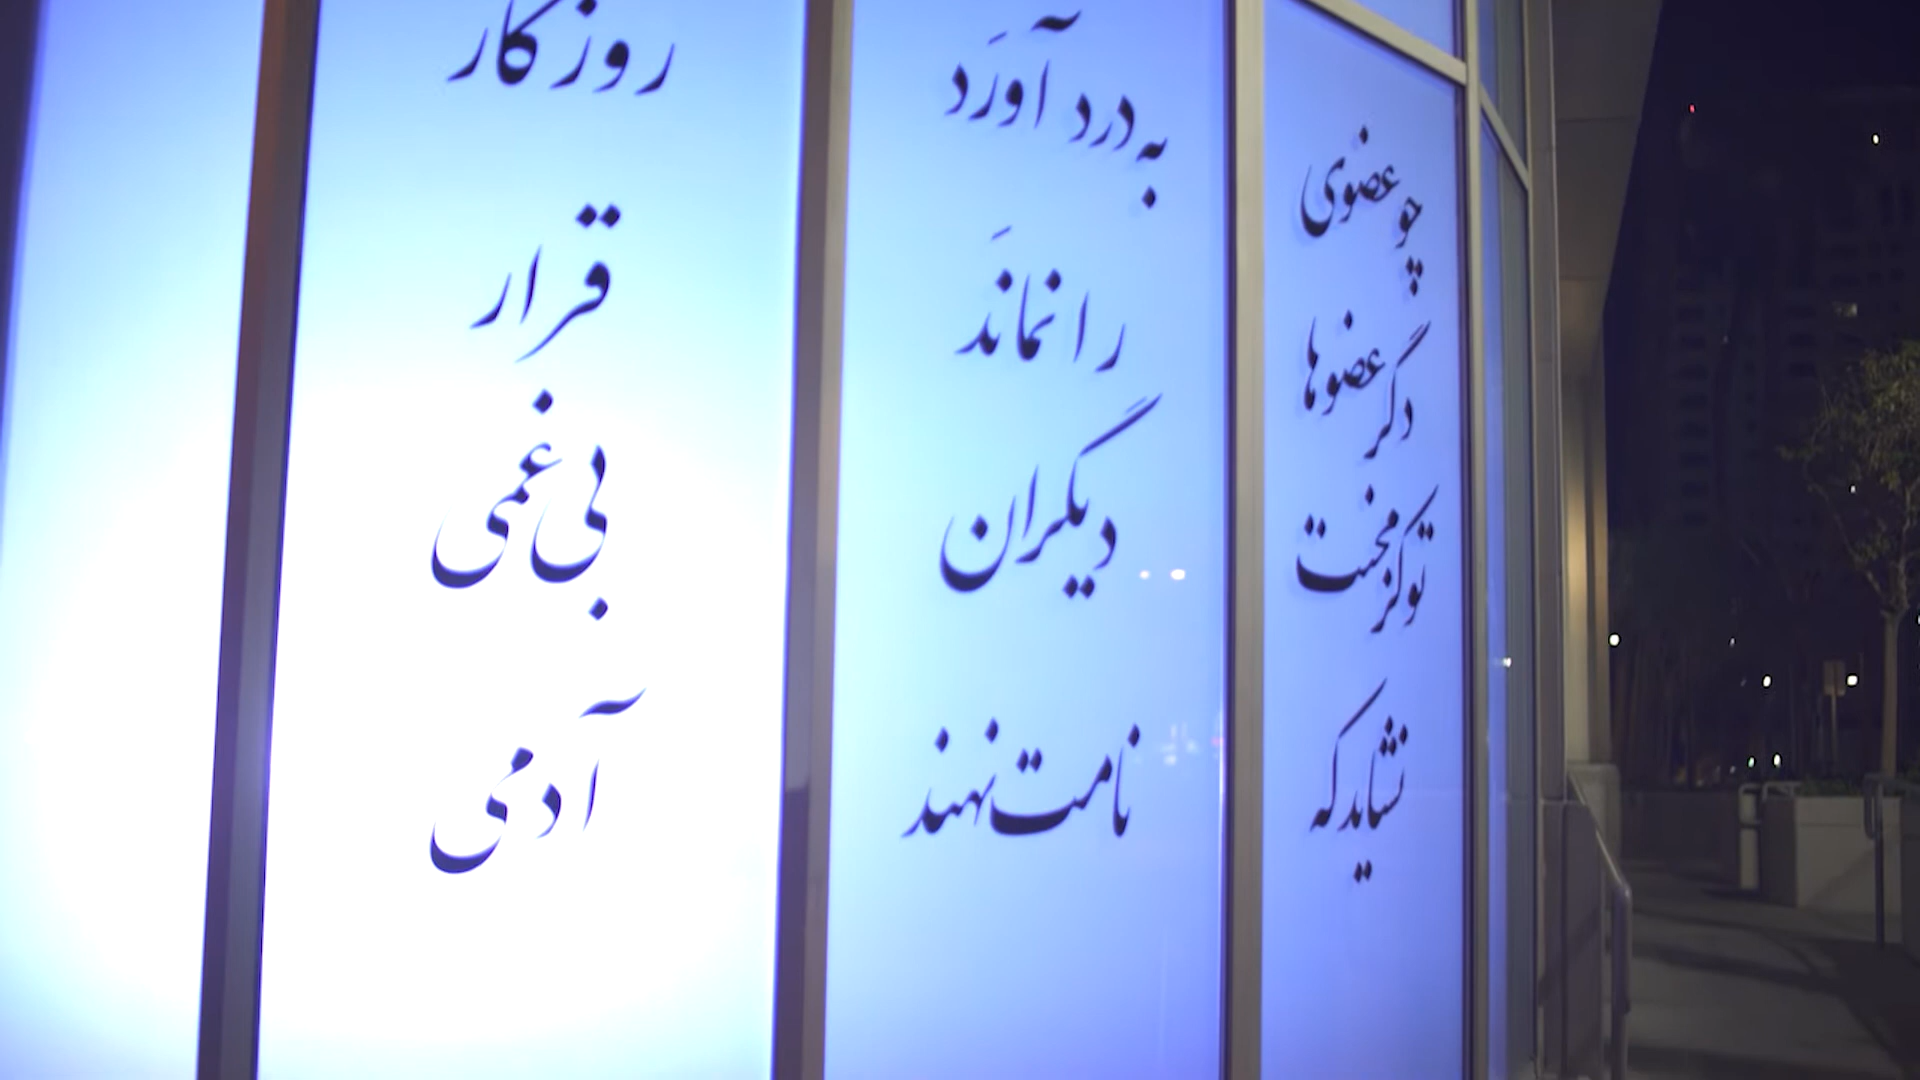 چو عضوی به درد آورَد روزگار
دگر عضوها را نماندَ قرار
تو کز محنت دیگران بی‌غمی
نشاید که نامت نهند آدمی